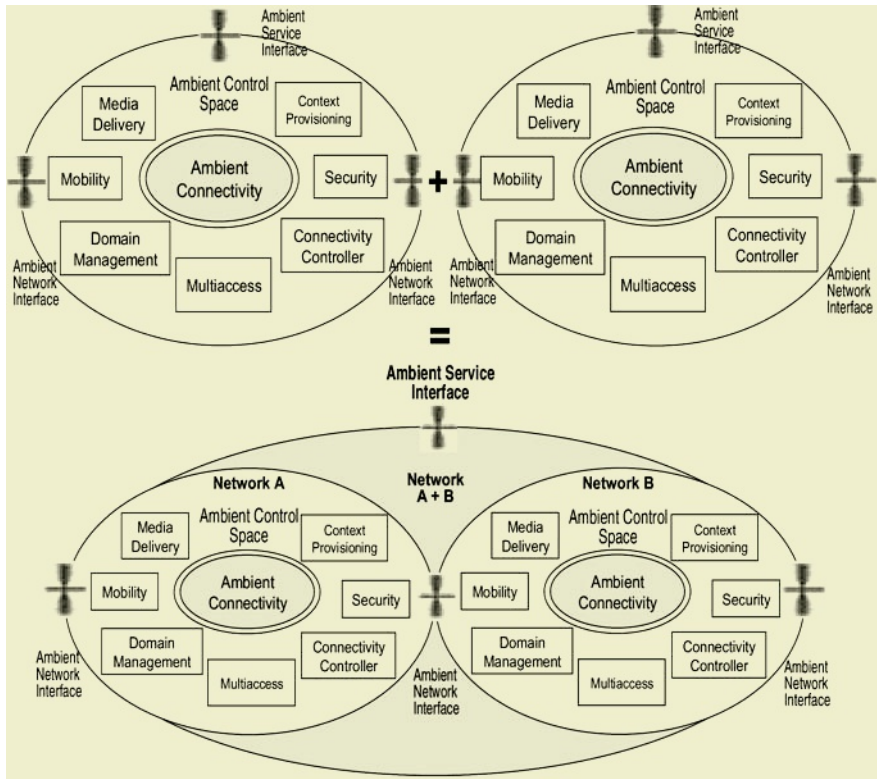 Ambient
Service
Interface
Ambient Control
Space
Media
Delivery
Context
Provisioning
Mobility
Ambient
Connectivity
Security
Domain
Management
Connectivity
Controller
Multiaccess
Ambient
Network
Interface
Ambient
Network
Interface
+
Ambient
Service
Interface
Ambient Control
Space
Media
Delivery
Context
Provisioning
Mobility
Ambient
Connectivity
Security
Domain
Management
Connectivity
Controller
Multiaccess
Ambient
Network
Interface
Ambient
Network
Interface
=
Ambient Service
Interface
Network
A + B
Network A
Ambient Control
Space
Media
Delivery
Context
Provisioning
Mobility
Ambient
Connectivity
Security
Domain
Management
Connectivity
Controller
Multiaccess
Ambient
Network
Interface
Ambient
Network
Interface
Network B
Ambient Control
Space
Media
Delivery
Context
Provisioning
Mobility
Ambient
Connectivity
Security
Domain
Management
Connectivity
Controller
Multiaccess
Ambient
Network
Interface